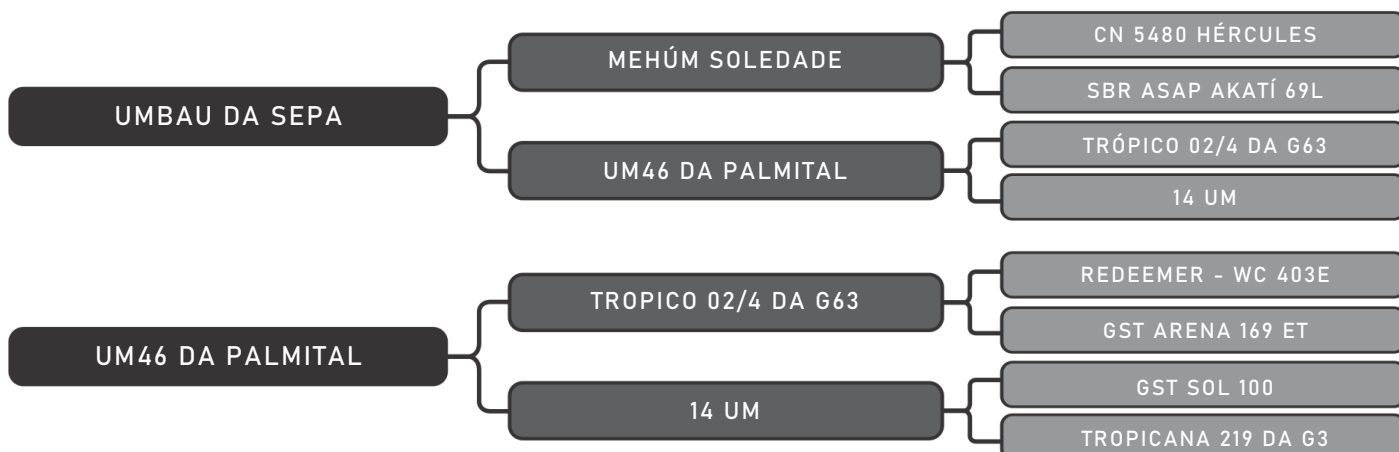 CN 5480 HÉRCULES
MEHÚM SOLEDADE
SBR ASAP AKATÍ 69L
UMBAU DA SEPA
TRÓPICO 02/4 DA G63
UM46 DA PALMITAL
14 UM
REDEEMER - WC 403E
TROPICO 02/4 DA G63
GST ARENA 169 ET
UM46 DA PALMITAL
GST SOL 100
14 UM
TROPICANA 219 DA G3